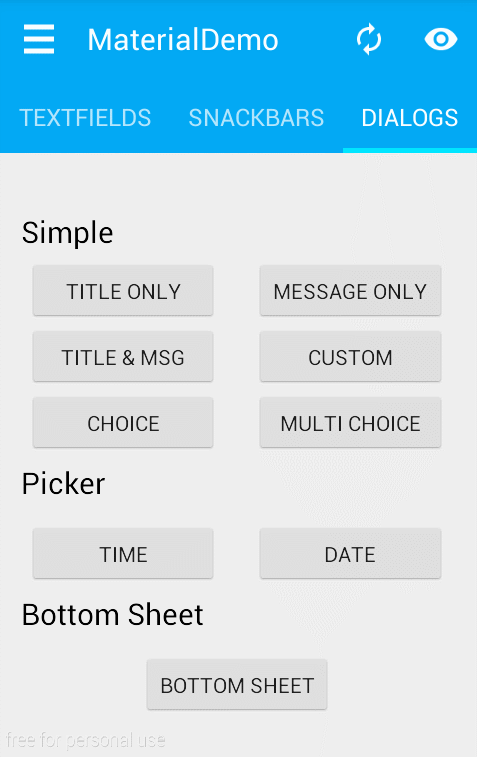 MaterialDemo
TEXTFIELDS SNACKBARS DIALOGS
Simple
TITLE ONLY MESSAGE ONLY
TITLE & MSG CUSTOM
CHOICE MULTI CHOICE
Picker
TIME DATE
Bottom Sheet
BOTTOM SHEET
free for personal use